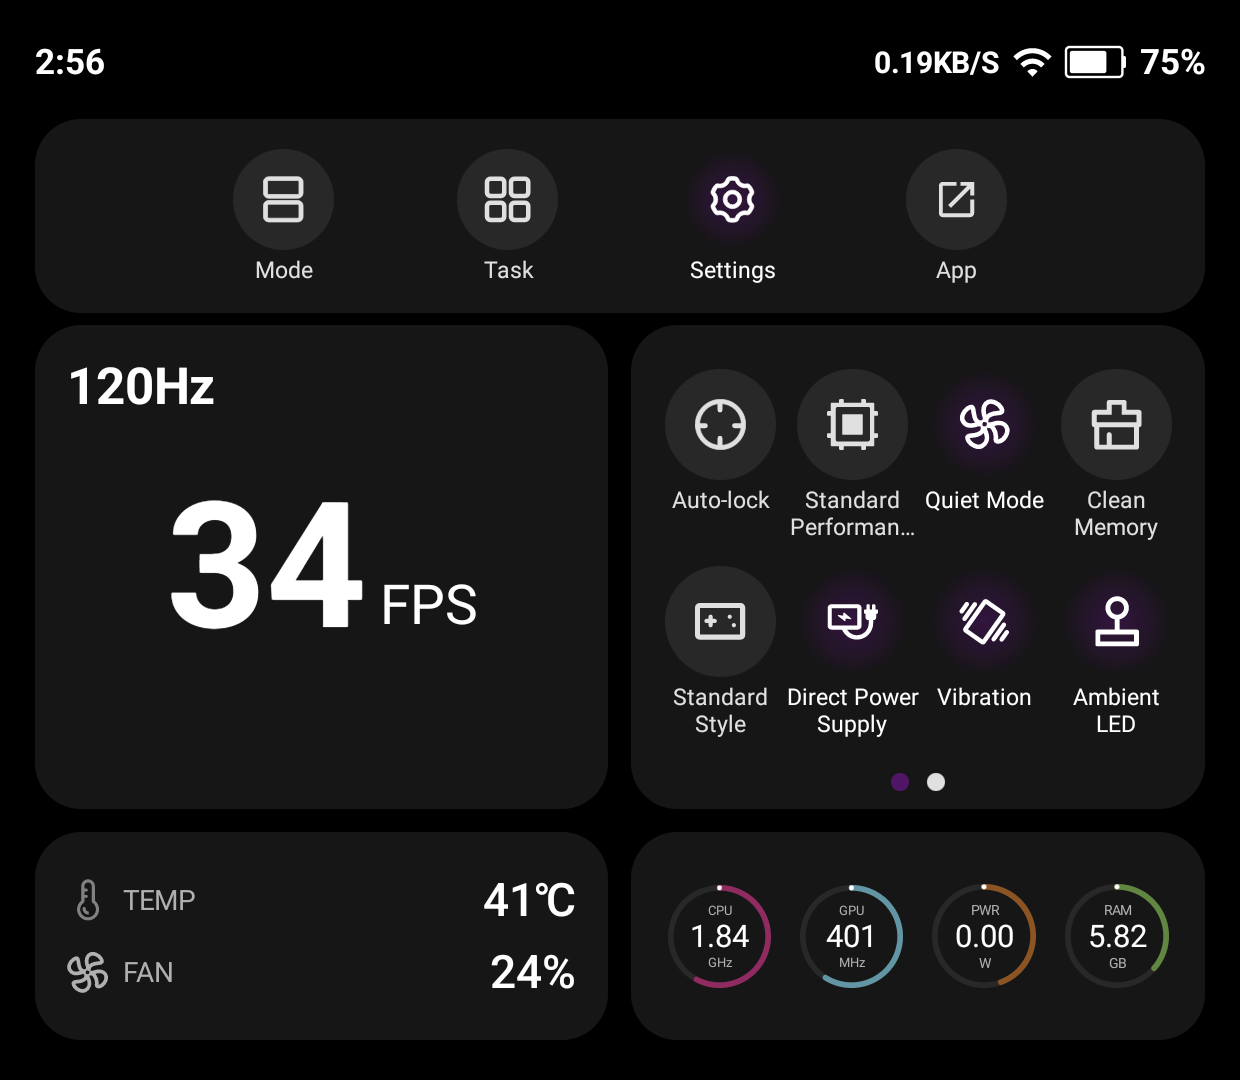 2:56 0.19KB/S 75%
Mode Task Settings App
120Hz
34 FPS
Auto-lock Standard Performan... Quiet Mode Clean Memory
Standard Style Direct Power Supply Vibration Ambient LED
TEMP 41°C
FAN 24%
CPU 1.84 GHz
GPU 401 MHz
PWR 0.00 W
RAM 5.82 GB